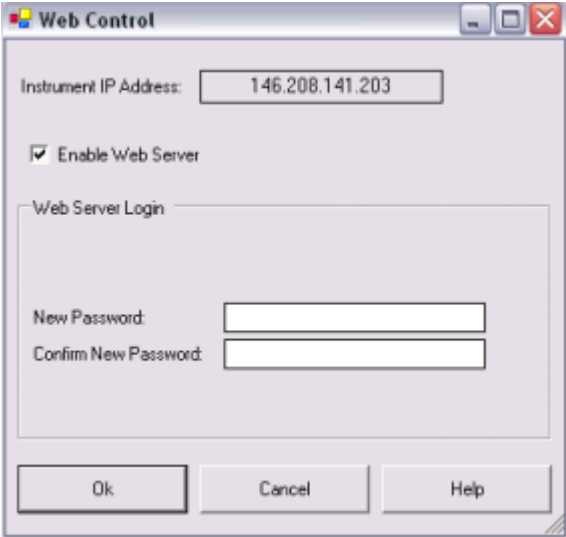 Web Control
Instrument IP Address: 146.208.141.203
Enable Web Server
Web Server Login
New Password:
Confirm New Password:
Ok Cancel Help